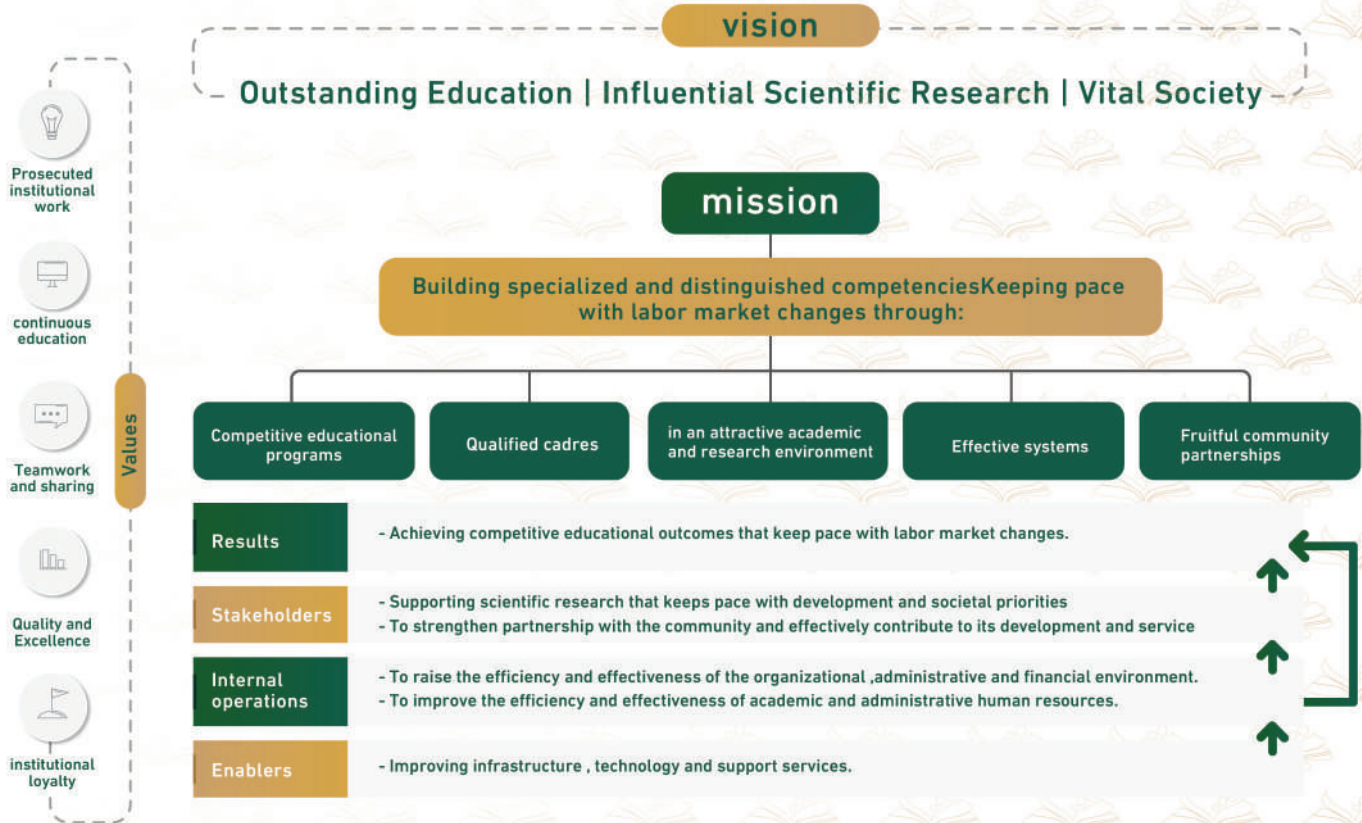 vision
Outstanding Education | Influential Scientific Research | Vital Society
Prosecuted
institutional
work
continuous
education
Teamwork
and sharing
Quality and
Excellence
institutional
loyalty
Values
mission
Building specialized and distinguished competenciesKeeping pace
with labor market changes through:
Competitive educational
programs
Qualified cadres
in an attractive academic
and research environment
Effective systems
Fruitful community
partnerships
Results
- Achieving competitive educational outcomes that keep pace with labor market changes.
Stakeholders
- Supporting scientific research that keeps pace with development and societal priorities
- To strengthen partnership with the community and effectively contribute to its development and service
Internal
operations
- To raise the efficiency and effectiveness of the organizational ,administrative and financial environment.
- To improve the efficiency and effectiveness of academic and administrative human resources.
Enablers
- Improving infrastructure , technology and support services.